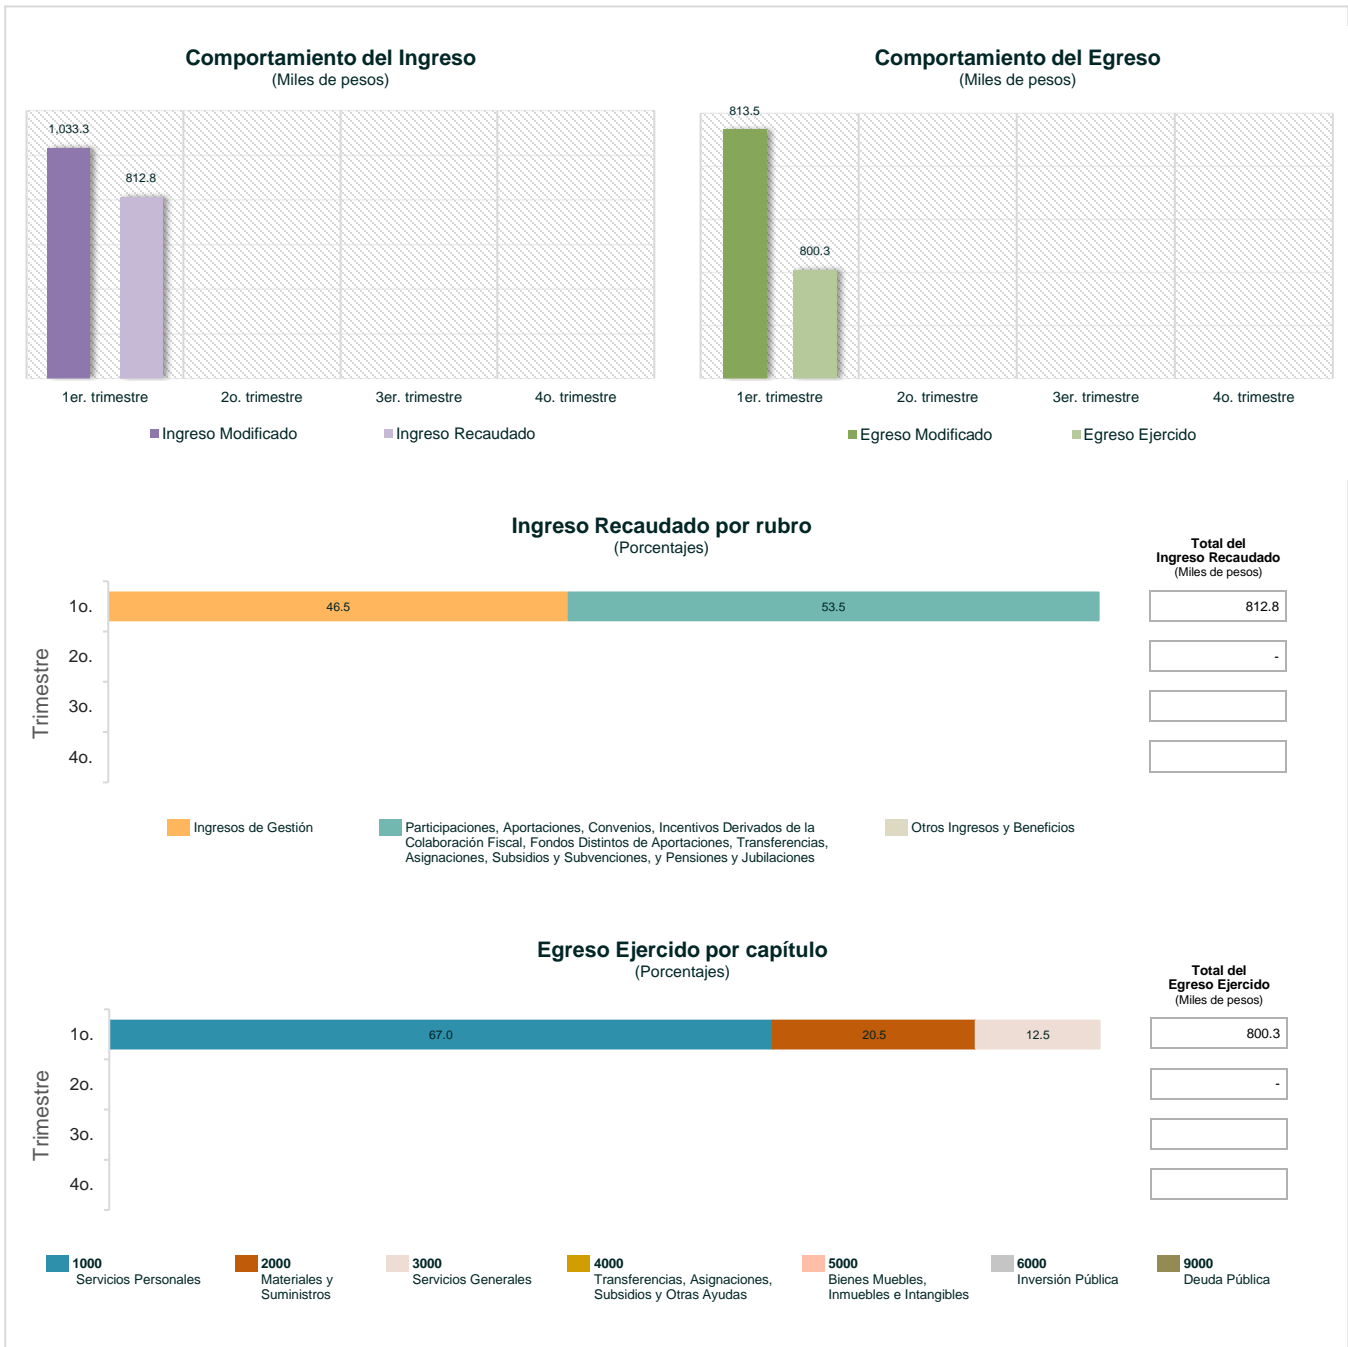 Comportamiento del Ingreso
(Miles de pesos)
1,033.3
812.8
1er. trimestre
2o. trimestre
3er. trimestre
4o. trimestre
Ingreso Modificado
Ingreso Recaudado
Comportamiento del Egreso
(Miles de pesos)
813.5
800.3
1er. trimestre
2o. trimestre
3er. trimestre
4o. trimestre
Egreso Modificado
Egreso Ejercido
Ingreso Recaudado por rubro
(Porcentajes)
Total del
Ingreso Recaudado
(Miles de pesos)
Trimestre
1o.
46.5
53.5
812.8
2o.
-
3o.
4o.
Ingresos de Gestión
Participaciones, Aportaciones, Convenios, Incentivos Derivados de la
Colaboración Fiscal, Fondos Distintos de Aportaciones, Transferencias,
Asignaciones, Subsidios y Subvenciones, y Pensiones y Jubilaciones
Otros Ingresos y Beneficios
Egreso Ejercido por capítulo
(Porcentajes)
Total del
Egreso Ejercido
(Miles de pesos)
Trimestre
1o.
67.0
20.5
12.5
800.3
2o.
-
3o.
4o.
1000
Servicios Personales
2000
Materiales y
Suministros
3000
Servicios Generales
4000
Transferencias, Asignaciones,
Subsidios y Otras Ayudas
5000
Bienes Muebles,
Inmuebles e Intangibles
6000
Inversión Pública
9000
Deuda Pública